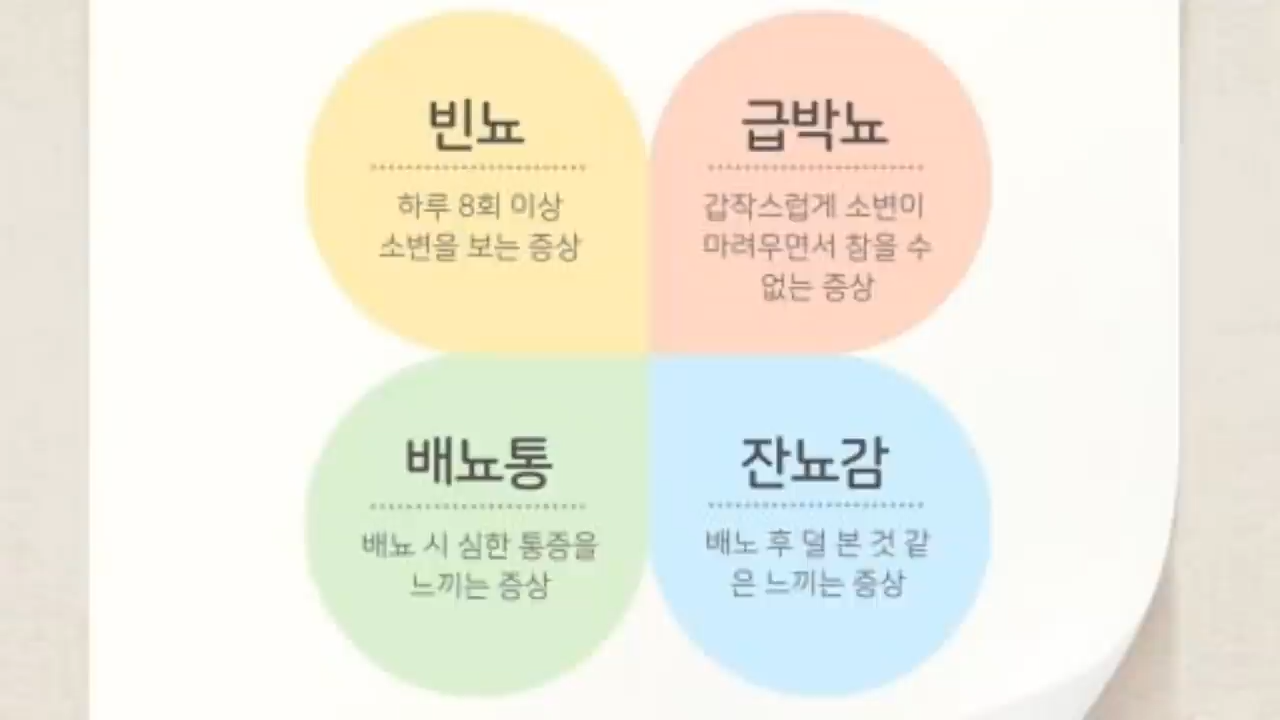 빈뇨
하루 8회 이상
소변을 보는 증상
급박뇨
갑작스럽게 소변이
마려우면서 참을 수
없는 증상
배뇨통
배뇨 시 심한 통증을
느끼는 증상
잔뇨감
배노 후 덜 본 것 같
은 느끼는 증상